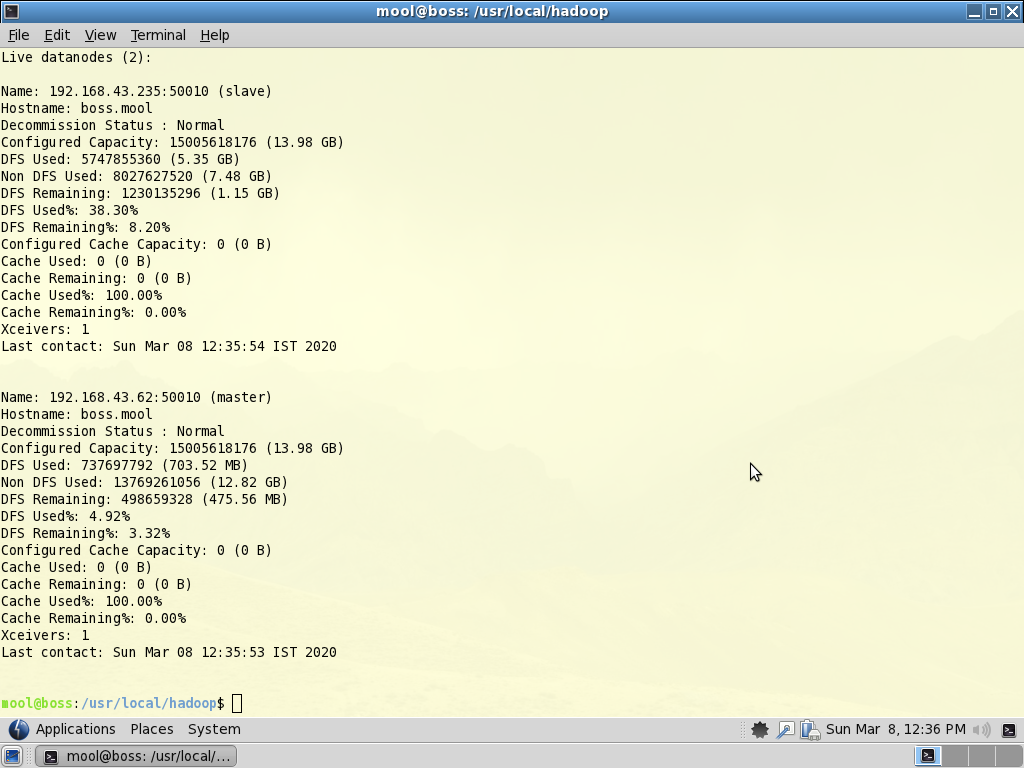 mool@boss: /usr/local/hadoop
File Edit View Terminal Help
Live datanodes (2):
Name: 192.168.43.235:50010 (slave)
Hostname: boss.mool
Decommission Status : Normal
Configured Capacity: 15005618176 (13.98 GB)
DFS Used: 5747855360 (5.35 GB)
Non DFS Used: 8027627520 (7.48 GB)
DFS Remaining: 1230135296 (1.15 GB)
DFS Used%: 38.30%
DFS Remaining%: 8.20%
Configured Cache Capacity: 0 (0 B)
Cache Used: 0 (0 B)
Cache Remaining: 0 (0 B)
Cache Used%: 100.00%
Cache Remaining%: 0.00%
Xceivers: 1
Last contact: Sun Mar 08 12:35:54 IST 2020
Name: 192.168.43.62:50010 (master)
Hostname: boss.mool
Decommission Status : Normal
Configured Capacity: 15005618176 (13.98 GB)
DFS Used: 737697792 (703.52 MB)
Non DFS Used: 13769261056 (12.82 GB)
DFS Remaining: 498659328 (475.56 MB)
DFS Used%: 4.92%
DFS Remaining%: 3.32%
Configured Cache Capacity: 0 (0 B)
Cache Used: 0 (0 B)
Cache Remaining: 0 (0 B)
Cache Used%: 100.00%
Cache Remaining%: 0.00%
Xceivers: 1
Last contact: Sun Mar 08 12:35:53 IST 2020
mool@boss:/usr/local/hadoop$
Applications Places System Sun Mar 8, 12:36 PM
mool@boss: /usr/local/...